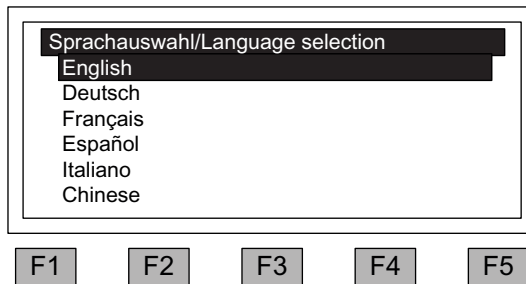 Sprachauswahl/Language selection
English
Deutsch
Français
Español
Italiano
Chinese
F1 F2 F3 F4 F5